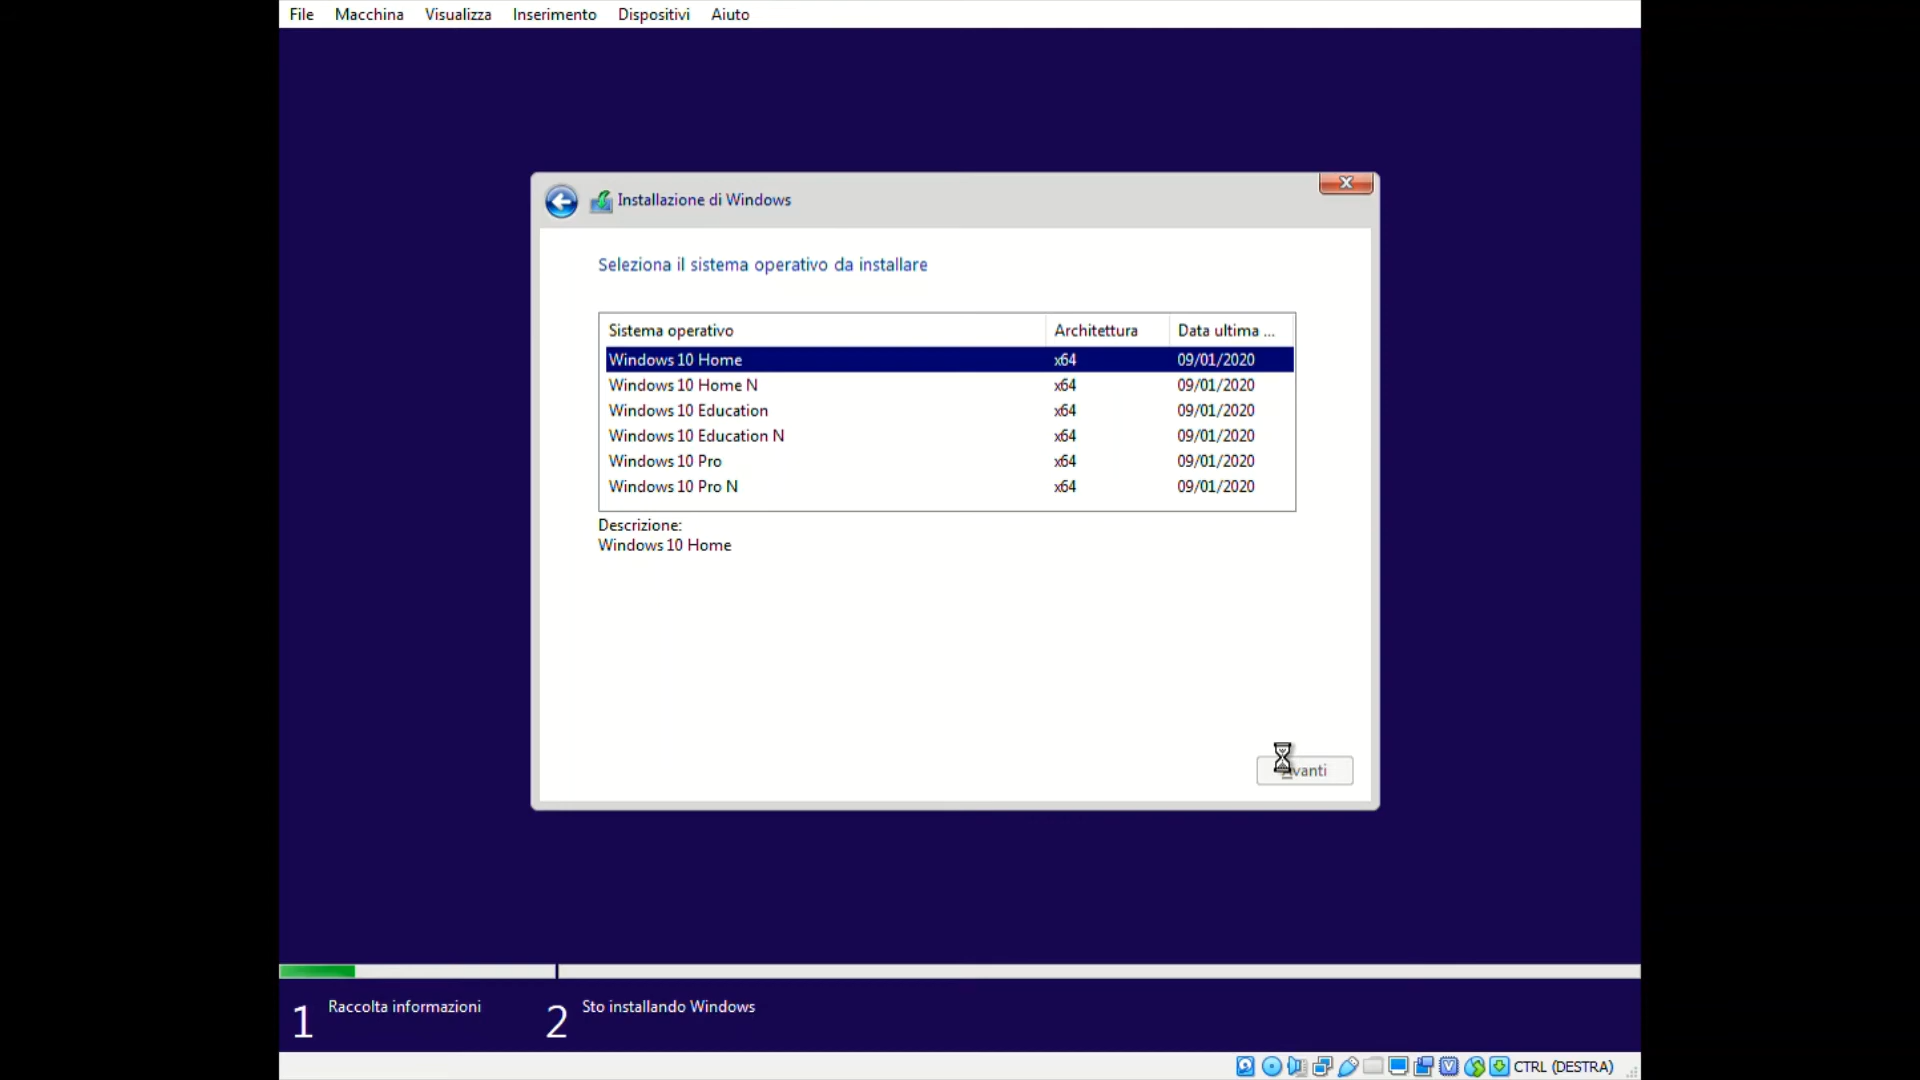 File Macchina Visualizza Inserimento Dispositivi Aiuto
Installazione di Windows
Seleziona il sistema operativo da installare
Sistema operativo Architettura Data ultima ...
Windows 10 Home x64 09/01/2020
Windows 10 Home N x64 09/01/2020
Windows 10 Education x64 09/01/2020
Windows 10 Education N x64 09/01/2020
Windows 10 Pro x64 09/01/2020
Windows 10 Pro N x64 09/01/2020
Descrizione:
Windows 10 Home
Avanti
1 Raccolta informazioni 2 Sto installando Windows
CTRL (DESTRA)